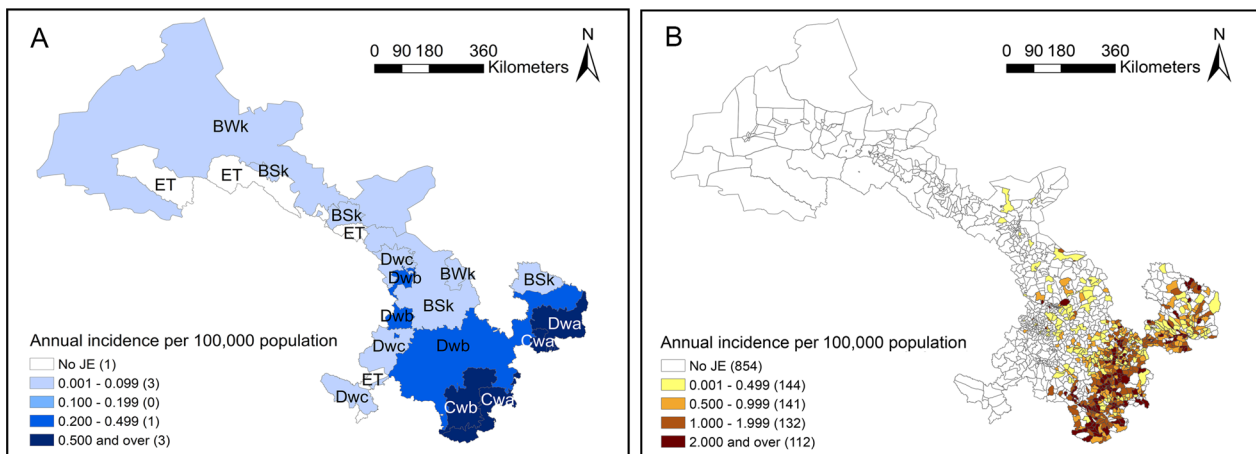 A
N
0 90 180 360
Kilometers
BWk
ET
ET
BSk
BSk
ET
Dwc
Dwb
BWk
BSk
BSk
Dwb
Dwa
Cwa
Dwc
Dwb
ET
Dwc
Cwb
Cwa
Annual incidence per 100,000 population
No JE (1)
0.001 - 0.099 (3)
0.100 - 0.199 (0)
0.200 - 0.499 (1)
0.500 and over (3)
B
N
0 90 180 360
Kilometers
Annual incidence per 100,000 population
No JE (854)
0.001 - 0.499 (144)
0.500 - 0.999 (141)
1.000 - 1.999 (132)
2.000 and over (112)